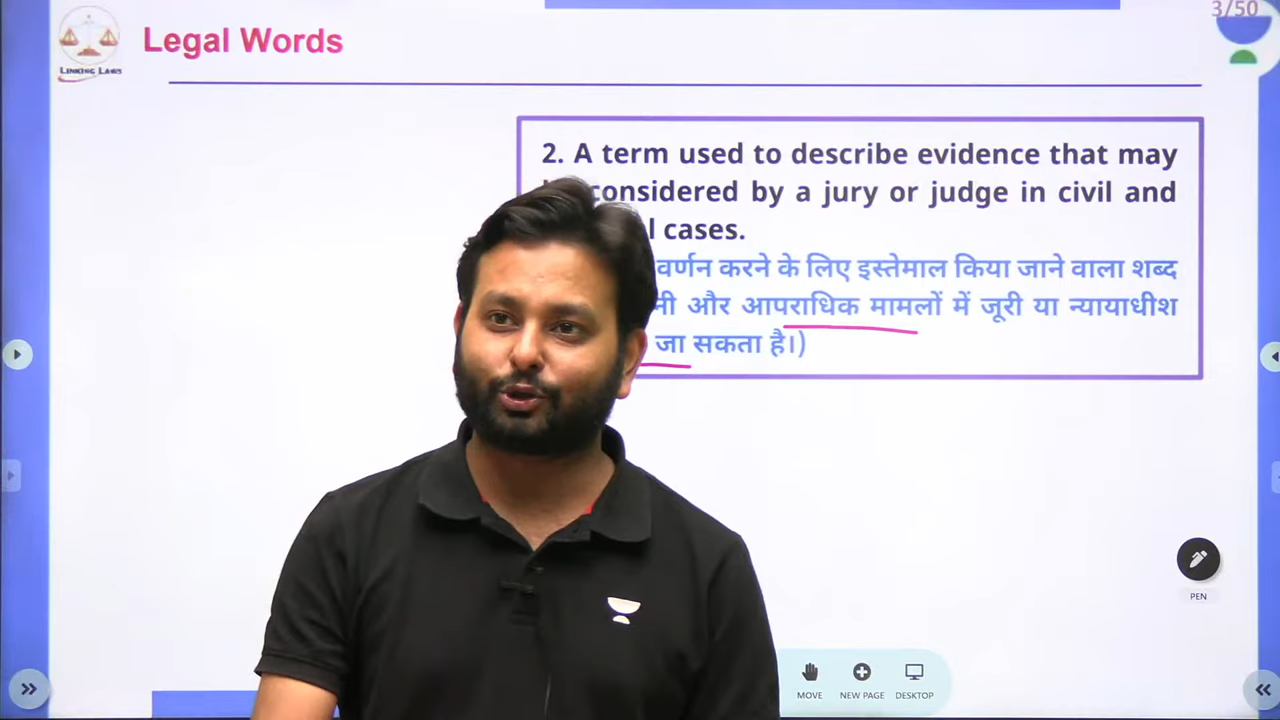 3/50
Legal Words
LINKING LAWS
2. A term used to describe evidence that may
considered by a jury or judge in civil and
cases.
वर्णन करने के लिए इस्तेमाल किया जाने वाला शब्द
और आपराधिक मामलों में जूरी या न्यायाधीश
जा सकता है।)
PEN
MOVE NEW PAGE DESKTOP